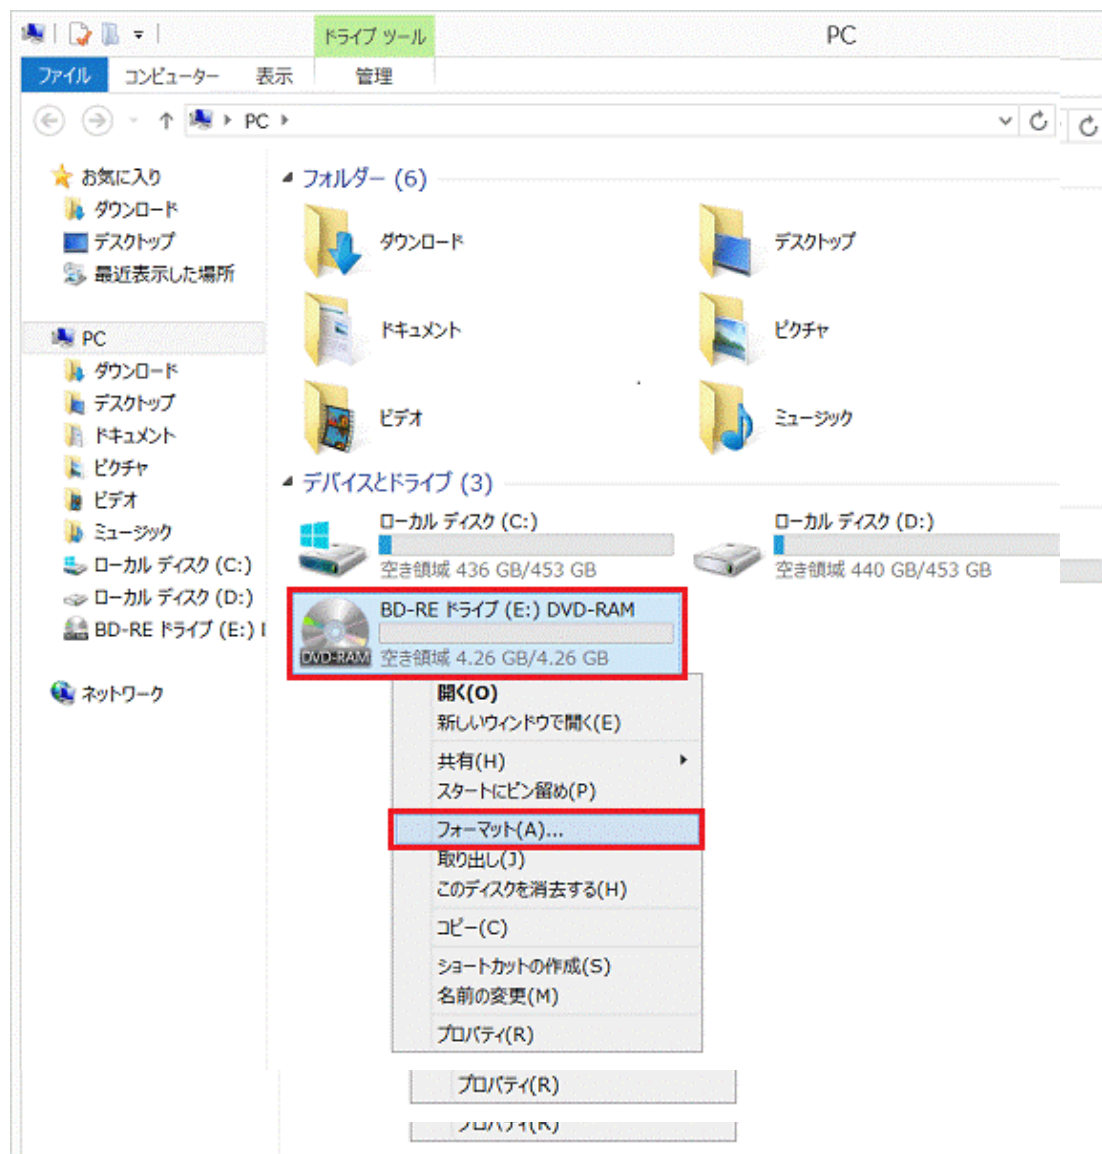 ドライブ ツール
PC
ファイル
コンピューター
表示
管理
PC
お気に入り
ダウンロード
デスクトップ
最近表示した場所
PC
ダウンロード
デスクトップ
ドキュメント
ピクチャ
ビデオ
ミュージック
ローカル ディスク (C:)
ローカル ディスク (D:)
BD-RE ドライブ (E:)
ネットワーク
フォルダー (6)
ダウンロード
デスクトップ
ドキュメント
ピクチャ
ビデオ
ミュージック
デバイスとドライブ (3)
ローカル ディスク (C:)
空き領域 436 GB/453 GB
ローカル ディスク (D:)
空き領域 440 GB/453 GB
BD-RE ドライブ (E:) DVD-RAM
DVD-RAM
空き領域 4.26 GB/4.26 GB
開く(O)
新しいウィンドウで開く(E)
共有(H)
スタートにピン留め(P)
フォーマット(A)...
取り出し(J)
このディスクを消去する(H)
コピー(C)
ショートカットの作成(S)
名前の変更(M)
プロパティ(R)
プロパティ(R)
プロパティ(R)